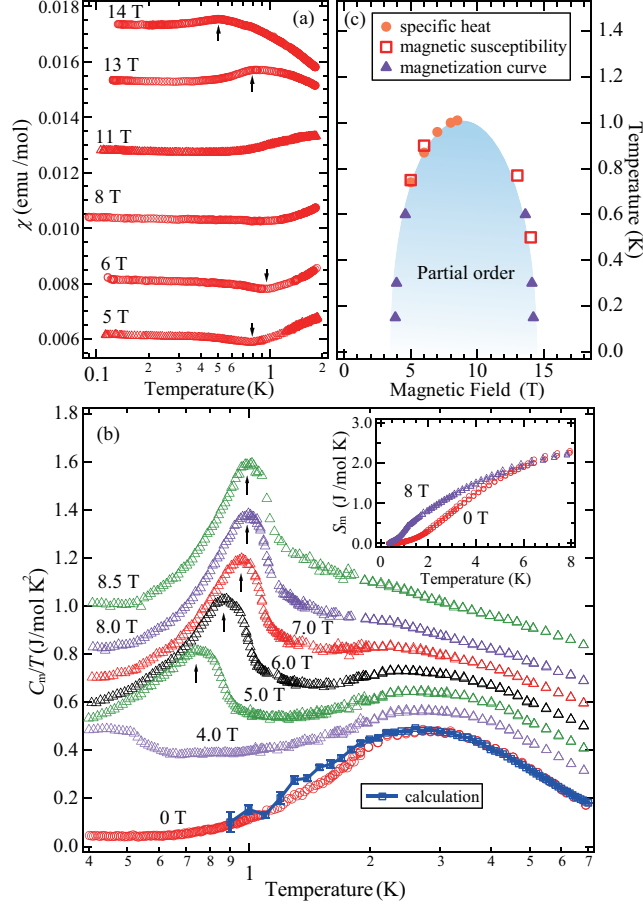 (a)
14 T
13 T
11 T
8 T
6 T
5 T
0.018
0.016
0.014
0.012
0.010
0.008
0.006
χ (emu /mol)
0.1
2
3
4
5
6
8
1
2
Temperature (K)
(c)
specific heat
magnetic susceptibility
magnetization curve
Partial order
1.4
1.2
1.0
0.8
0.6
0.4
0.2
0.0
Temperature (K)
0
5
10
15
Magnetic Field (T)
(b)
1.8
1.6
1.4
1.2
1.0
0.8
0.6
0.4
0.2
0.0
Cm/T (J/mol K²)
8.5 T
8.0 T
7.0 T
6.0 T
5.0 T
4.0 T
0 T
calculation
4
5
6
7
8
9
1
2
3
4
5
6
7
Temperature (K)
3.0
2.0
1.0
0.0
Sm (J /mol K)
8 T
0 T
0
2
4
6
8
Temperature (K)